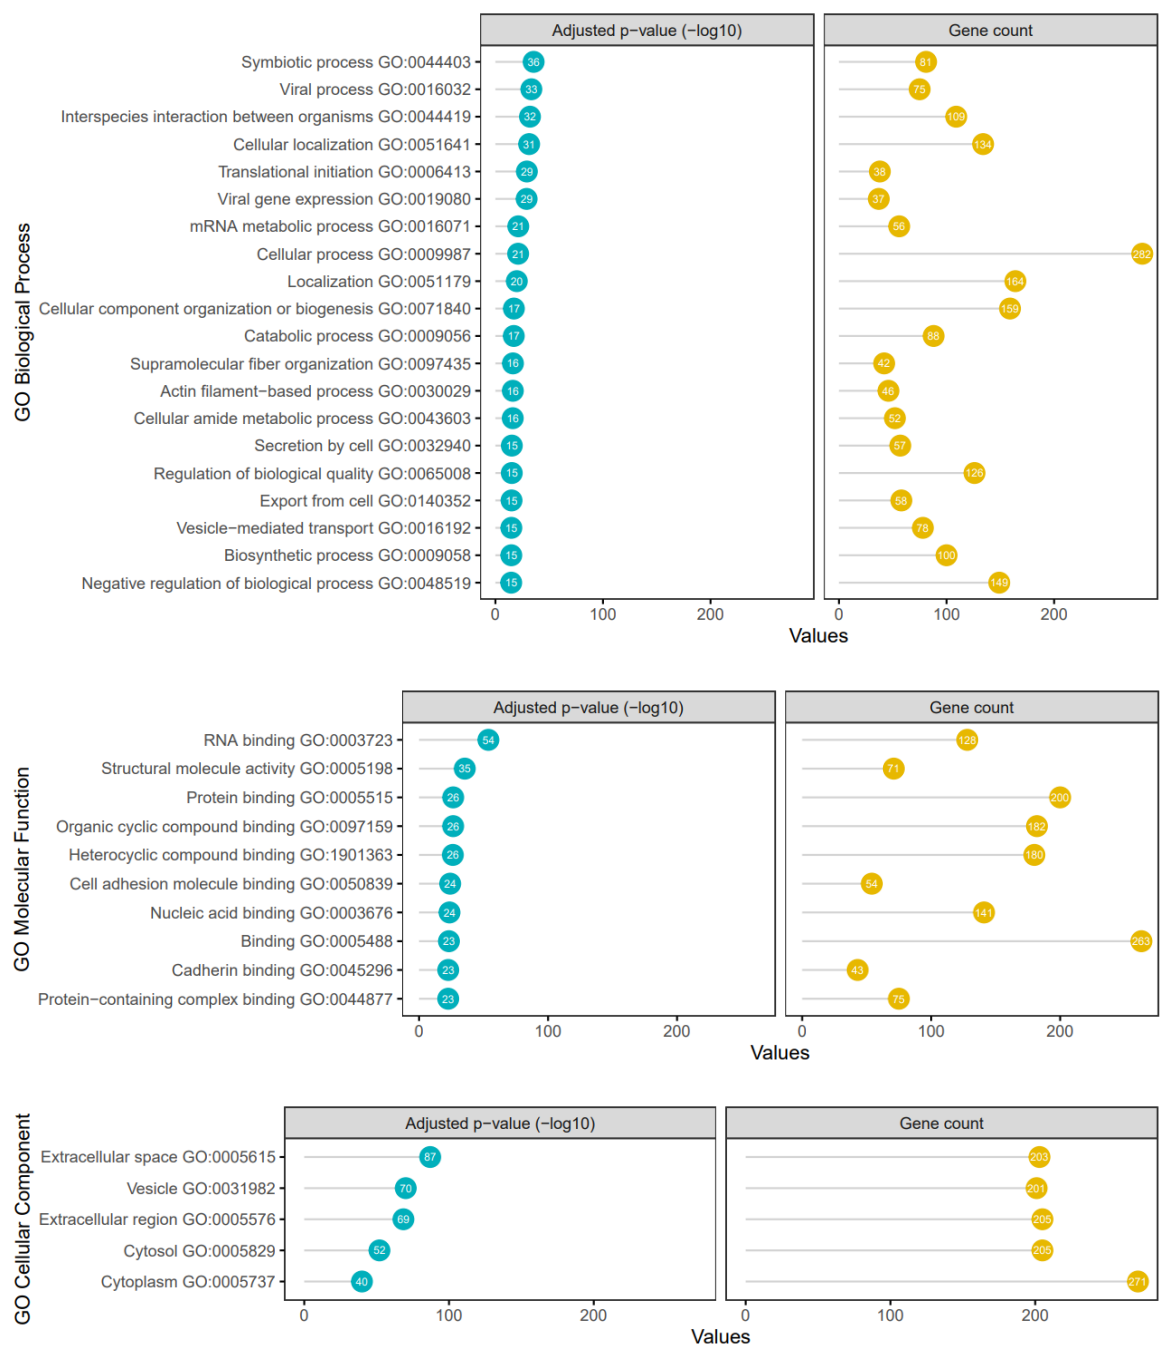 Adjusted p−value (−log10) Gene count
GO Biological Process
Symbiotic process GO:0044403 36 81
Viral process GO:0016032 33 75
Interspecies interaction between organisms GO:0044419 32 109
Cellular localization GO:0051641 31 134
Translational initiation GO:0006413 29 38
Viral gene expression GO:0019080 29 37
mRNA metabolic process GO:0016071 21 56
Cellular process GO:0009987 21 282
Localization GO:0051179 20 164
Cellular component organization or biogenesis GO:0071840 17 159
Catabolic process GO:0009056 17 88
Supramolecular fiber organization GO:0097435 16 42
Actin filament−based process GO:0030029 16 46
Cellular amide metabolic process GO:0043603 16 52
Secretion by cell GO:0032940 15 57
Regulation of biological quality GO:0065008 15 126
Export from cell GO:0140352 15 58
Vesicle−mediated transport GO:0016192 15 78
Biosynthetic process GO:0009058 15 100
Negative regulation of biological process GO:0048519 15 149
0 100 200 0 100 200
Values
Adjusted p−value (−log10) Gene count
GO Molecular Function
RNA binding GO:0003723 54 128
Structural molecule activity GO:0005198 35 71
Protein binding GO:0005515 26 200
Organic cyclic compound binding GO:0097159 26 182
Heterocyclic compound binding GO:1901363 26 180
Cell adhesion molecule binding GO:0050839 24 54
Nucleic acid binding GO:0003676 24 141
Binding GO:0005488 23 263
Cadherin binding GO:0045296 23 43
Protein−containing complex binding GO:0044877 23 75
0 100 200 0 100 200
Values
Adjusted p−value (−log10) Gene count
GO Cellular Component
Extracellular space GO:0005615 87 203
Vesicle GO:0031982 70 201
Extracellular region GO:0005576 69 205
Cytosol GO:0005829 52 205
Cytoplasm GO:0005737 40 271
0 100 200 0 100 200
Values